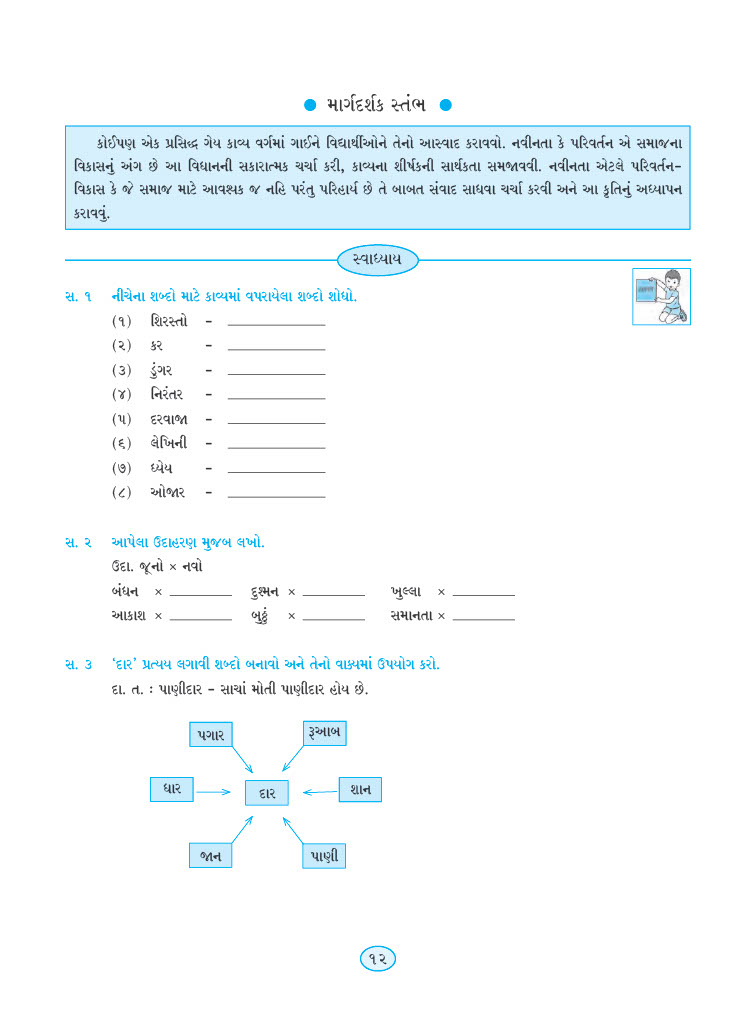 ● માર્ગદર્શક સ્તંભ ●
કોઈપણ એક પ્રસિદ્ધ ગેય કાવ્ય વર્ગમાં ગાઈને વિદ્યાર્થીઓને તેનો આસ્વાદ કરાવવો. નવીનતા કે પરિવર્તન એ સમાજના
વિકાસનું અંગ છે આ વિધાનની સકારાત્મક ચર્ચા કરી, કાવ્યના શીર્ષકની સાર્થકતા સમજાવવી. નવીનતા એટલે પરિવર્તન-
વિકાસ કે જે સમાજ માટે આવશ્યક જ નહિ પરંતુ પરિહાર્ય છે તે બાબત સંવાદ સાધવા ચર્ચા કરવી અને આ કૃતિનું અધ્યાપન
કરાવવું.
સ્વાધ્યાય
સ. ૧ નીચેના શબ્દો માટે કાવ્યમાં વપરાયેલા શબ્દો શોધો.
(૧) શિરસ્તો – ____________
(૨) કર – ____________
(૩) ડુંગર – ____________
(૪) નિરંતર – ____________
(૫) દરવાજા – ____________
(૬) લેખિની – ____________
(૭) ધ્યેય – ____________
(૮) ઓજાર – ____________
સ. ૨ આપેલા ઉદાહરણ મુજબ લખો.
ઉદા. જૂનો × નવો
બંધન × ________ દુશ્મન × ________ ખુલ્લા × ________
આકાશ × ________ બુઠ્ઠું × ________ સમાનતા × ________
સ. ૩ ‘દાર’ પ્રત્યય લગાવી શબ્દો બનાવો અને તેનો વાક્યમાં ઉપયોગ કરો.
દા. ત. : પાણીદાર – સાચાં મોતી પાણીદાર હોય છે.
પગાર રૂઆબ
ધાર દાર શાન
જાન પાણી
૧૨